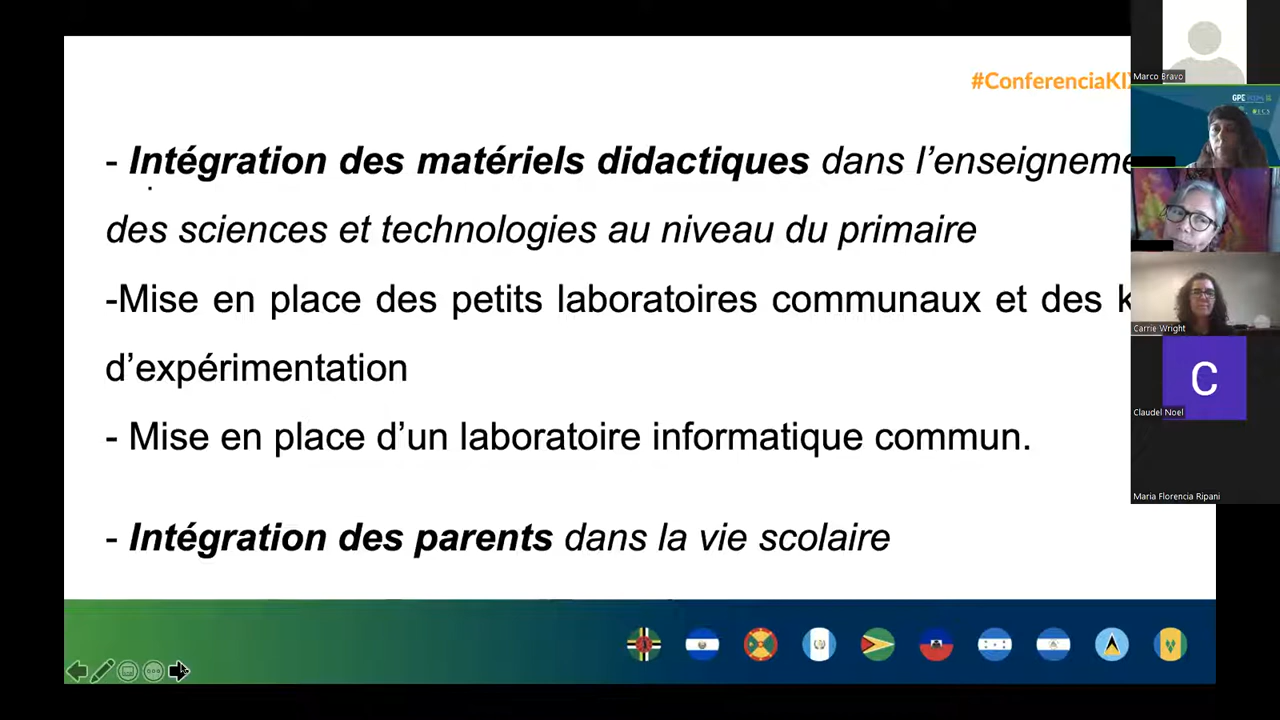 #ConferenciaKI
- Intégration des matériels didactiques dans l’enseigneme
des sciences et technologies au niveau du primaire
-Mise en place des petits laboratoires communaux et des k
d’expérimentation
- Mise en place d’un laboratoire informatique commun.
- Intégration des parents dans la vie scolaire
Marco Bravo
GPE
Carrie Wright
C
Claudel Noel
Maria Florencia Ripani